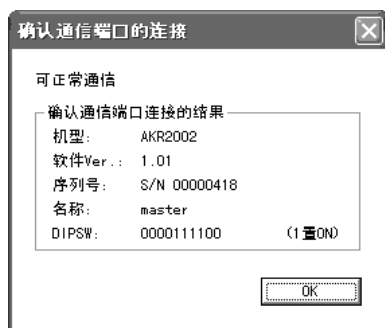 确认通信端口的连接
可正常通信
确认通信端口连接的结果
机型: AKR2002
软件Ver.: 1.01
序列号: S/N 00000418
名称: master
DIPSW: 0000111100 (1置ON)
OK